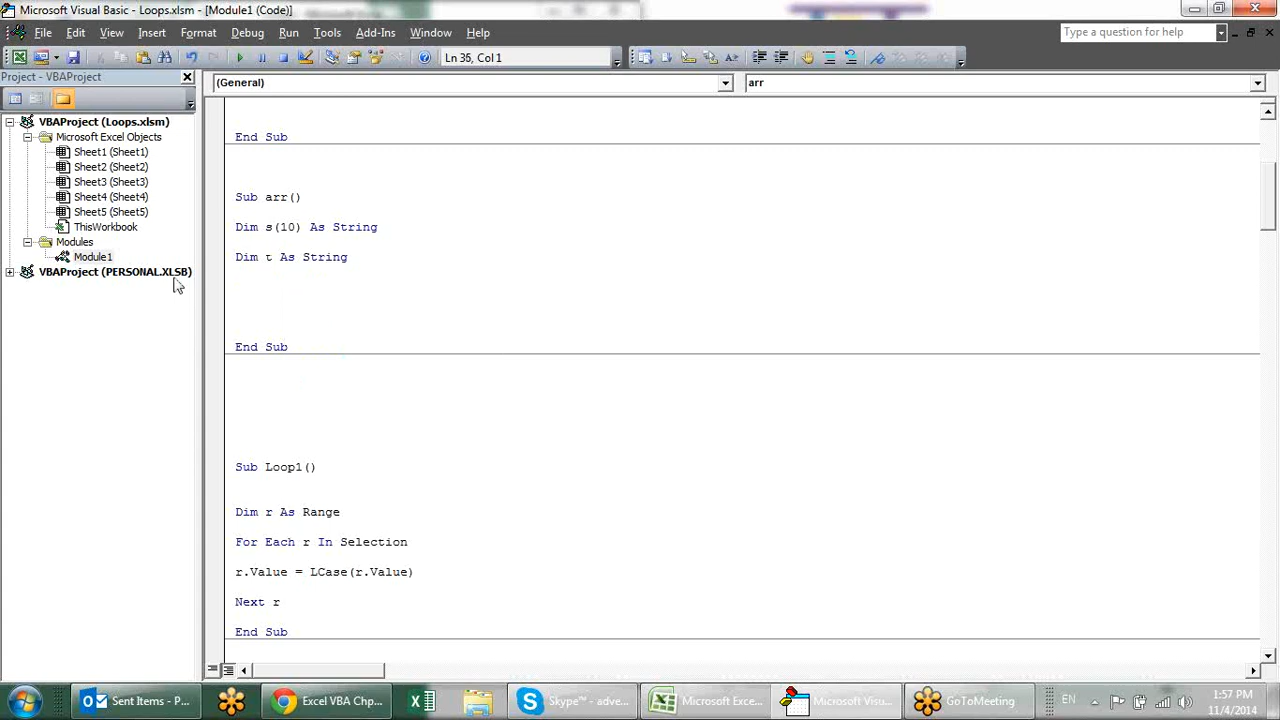 Microsoft Visual Basic - Loops.xlsm - [Module1 (Code)]
File Edit View Insert Format Debug Run Tools Add-Ins Window Help
Type a question for help
Ln 36, Col 1
Project - VBAProject
(General)
arr
VBAProject (Loops.xlsm)
Microsoft Excel Objects
Sheet1 (Sheet1)
Sheet2 (Sheet2)
Sheet3 (Sheet3)
Sheet4 (Sheet4)
Sheet5 (Sheet5)
ThisWorkbook
Modules
Module1
VBAProject (PERSONAL.XLSB)
End Sub
Sub arr()
Dim s(10) As String
Dim t As String
End Sub
Sub Loop1()
Dim r As Range
For Each r In Selection
r.Value = LCase(r.Value)
Next r
End Sub
Sent Items - P...
Excel VBA Chp...
Skype™ - adve...
Microsoft Exce...
Microsoft Visu...
GoToMeeting
EN
1:57 PM
11/4/2014